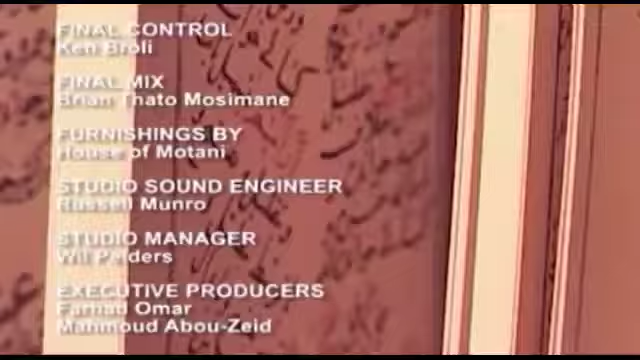 FINAL CONTROL
Ken Broli
FINAL MIX
Brian Thato Mosimane
FURNISHINGS BY
House of Motani
STUDIO SOUND ENGINEER
Russell Munro
STUDIO MANAGER
Wil Pelders
EXECUTIVE PRODUCERS
Farhad Omar
Mahmoud Abou-Zeid